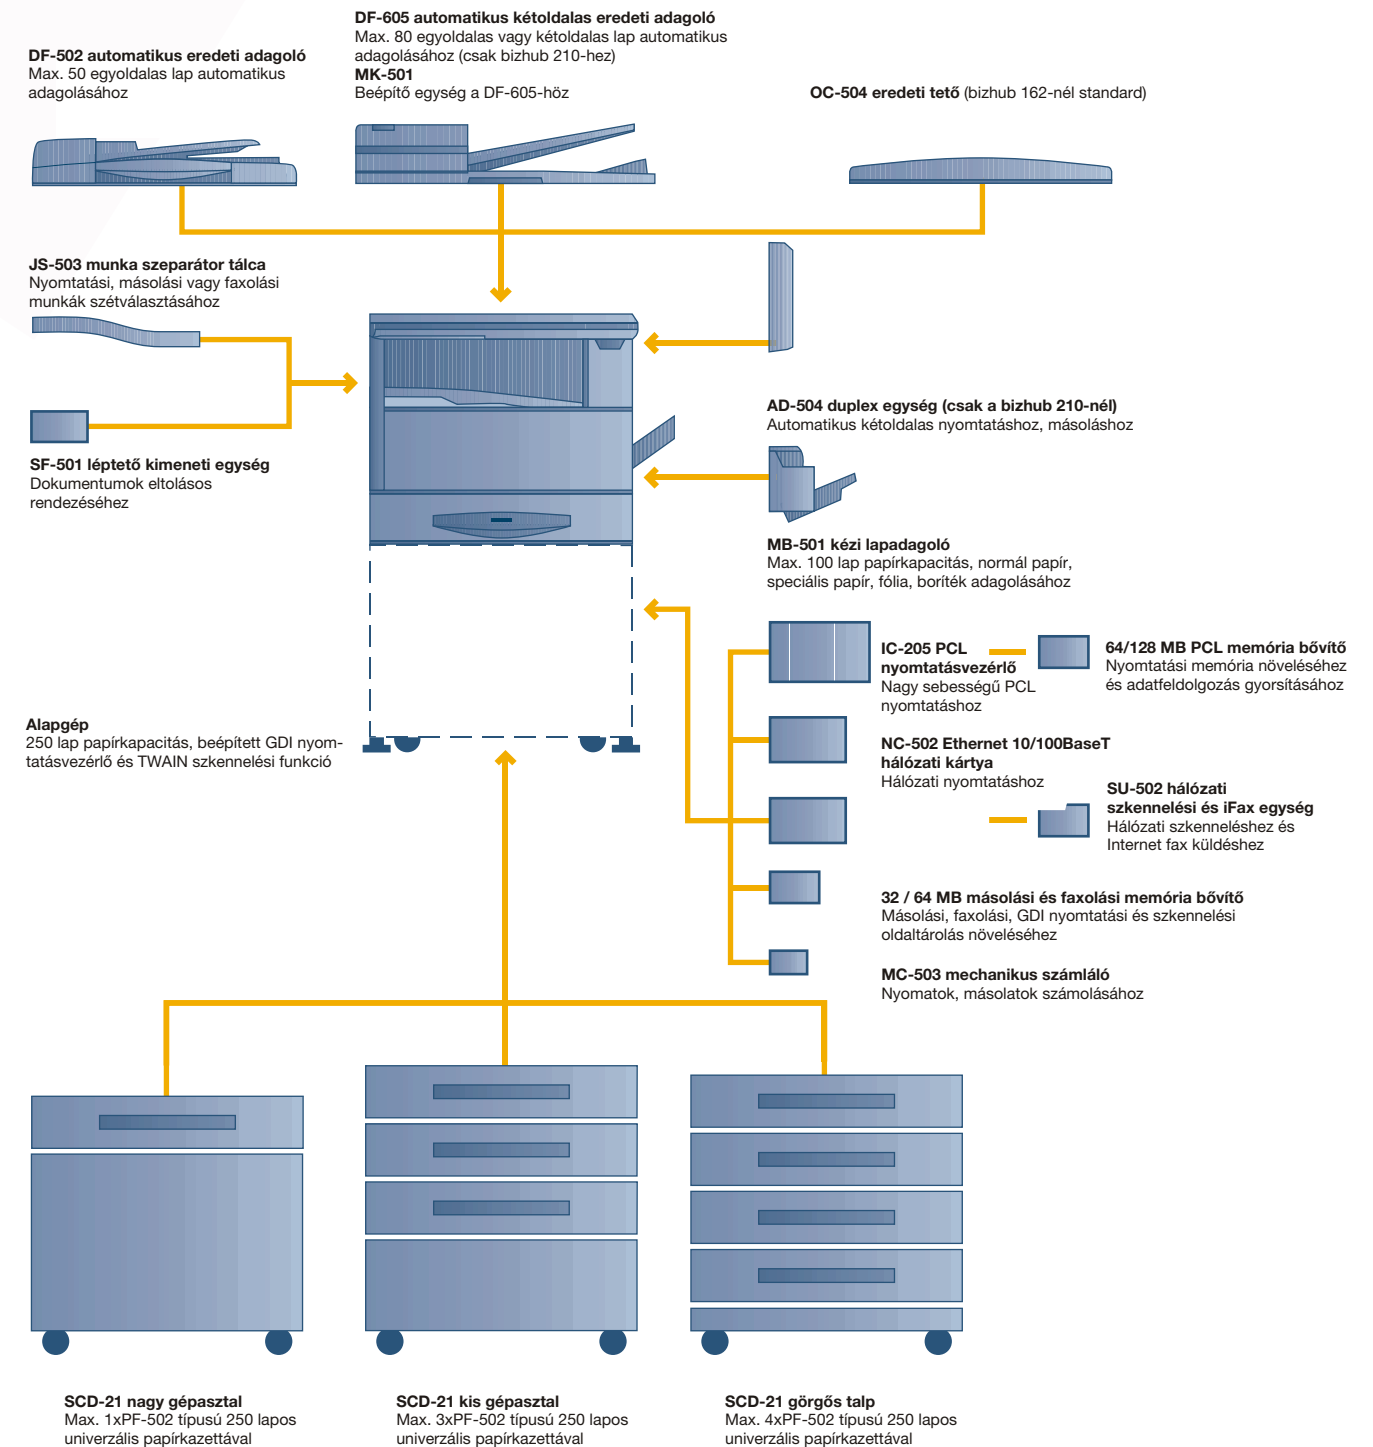 DF-605 automatikus kétoldalas eredeti adagoló
Max. 80 egyoldalas vagy kétoldalas lap automatikus
adagolásához (csak bizhub 210-hez)
MK-501
Beépítő egység a DF-605-höz
DF-502 automatikus eredeti adagoló
Max. 50 egyoldalas lap automatikus
adagolásához
OC-504 eredeti tető (bizhub 162-nél standard)
JS-503 munka szeparátor tálca
Nyomtatási, másolási vagy faxolási
munkák szétválasztásához
AD-504 duplex egység (csak a bizhub 210-nél)
Automatikus kétoldalas nyomtatáshoz, másoláshoz
SF-501 léptető kimeneti egység
Dokumentumok eltolásos
rendezéséhez
MB-501 kézi lapadagoló
Max. 100 lap papírkapacitás, normál papír,
speciális papír, fólia, boríték adagolásához
IC-205 PCL
nyomtatásvezérlő
Nagy sebességű PCL
nyomtatáshoz
64/128 MB PCL memória bővítő
Nyomtatási memória növeléséhez
és adatfeldolgozás gyorsításához
Alapgép
250 lap papírkapacitás, beépített GDI nyom-
tatásvezérlő és TWAIN szkennelési funkció
NC-502 Ethernet 10/100BaseT
hálózati kártya
Hálózati nyomtatáshoz
SU-502 hálózati
szkennelési és iFax egység
Hálózati szkenneléshez és
Internet fax küldéshez
32 / 64 MB másolási és faxolási memória bővítő
Másolási, faxolási, GDI nyomtatási és szkennelési
oldaltárolás növeléséhez
MC-503 mechanikus számláló
Nyomatok, másolatok számolásához
SCD-21 nagy gépasztal
Max. 1xPF-502 típusú 250 lapos
univerzális papírkazettával
SCD-21 kis gépasztal
Max. 3xPF-502 típusú 250 lapos
univerzális papírkazettával
SCD-21 görgős talp
Max. 4xPF-502 típusú 250 lapos
univerzális papírkazettával